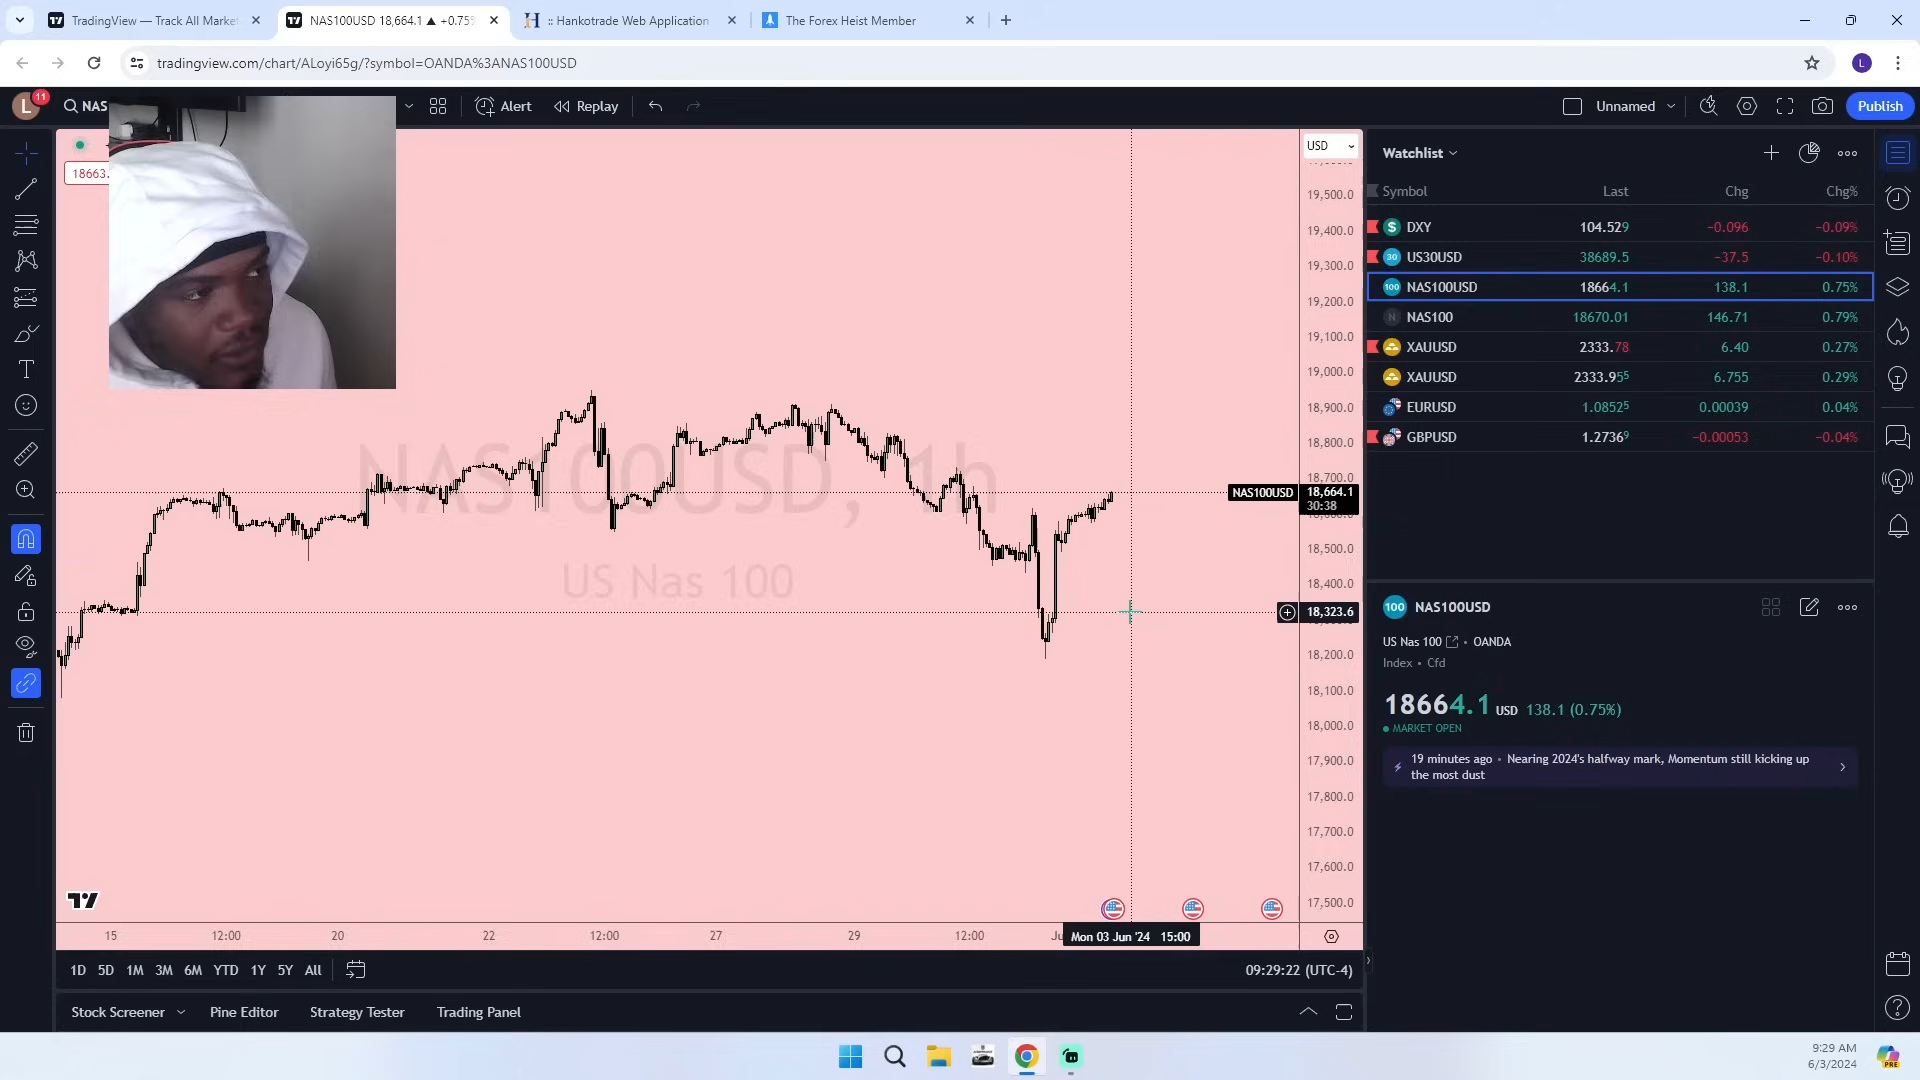 TradingView — Track All Market
NAS100USD 18,664.1 ▲ +0.75%
:: Hankotrade Web Application
The Forex Heist Member
tradingview.com/chart/ALoyi65g/?symbol=OANDA%3ANAS100USD
L
L
11
NAS
Alert
Replay
Unnamed
Publish
18663.
USD
19,500.0
19,400.0
19,300.0
19,200.0
19,100.0
19,000.0
18,900.0
18,800.0
18,700.0
NAS100USD
18,664.1
30:38
18,500.0
18,400.0
18,323.6
18,200.0
18,100.0
18,000.0
17,900.0
17,800.0
17,700.0
17,600.0
17,500.0
NAS100USD, 1h
US Nas 100
15
12:00
20
22
12:00
27
29
12:00
Ju
Mon 03 Jun '24 15:00
1D
5D
1M
3M
6M
YTD
1Y
5Y
All
09:29:22 (UTC-4)
Stock Screener
Pine Editor
Strategy Tester
Trading Panel
Watchlist
Symbol Last Chg Chg%
DXY 104.529 −0.096 −0.09%
US30USD 38689.5 −37.5 −0.10%
NAS100USD 18664.1 138.1 0.75%
NAS100 18670.01 146.71 0.79%
XAUUSD 2333.78 6.40 0.27%
XAUUSD 2333.955 6.755 0.29%
EURUSD 1.08525 0.00039 0.04%
GBPUSD 1.27369 −0.00053 −0.04%
100 NAS100USD
US Nas 100 • OANDA
Index • Cfd
18664.1 USD 138.1 (0.75%)
MARKET OPEN
19 minutes ago • Nearing 2024's halfway mark, Momentum still kicking up
the most dust
9:29 AM
6/3/2024